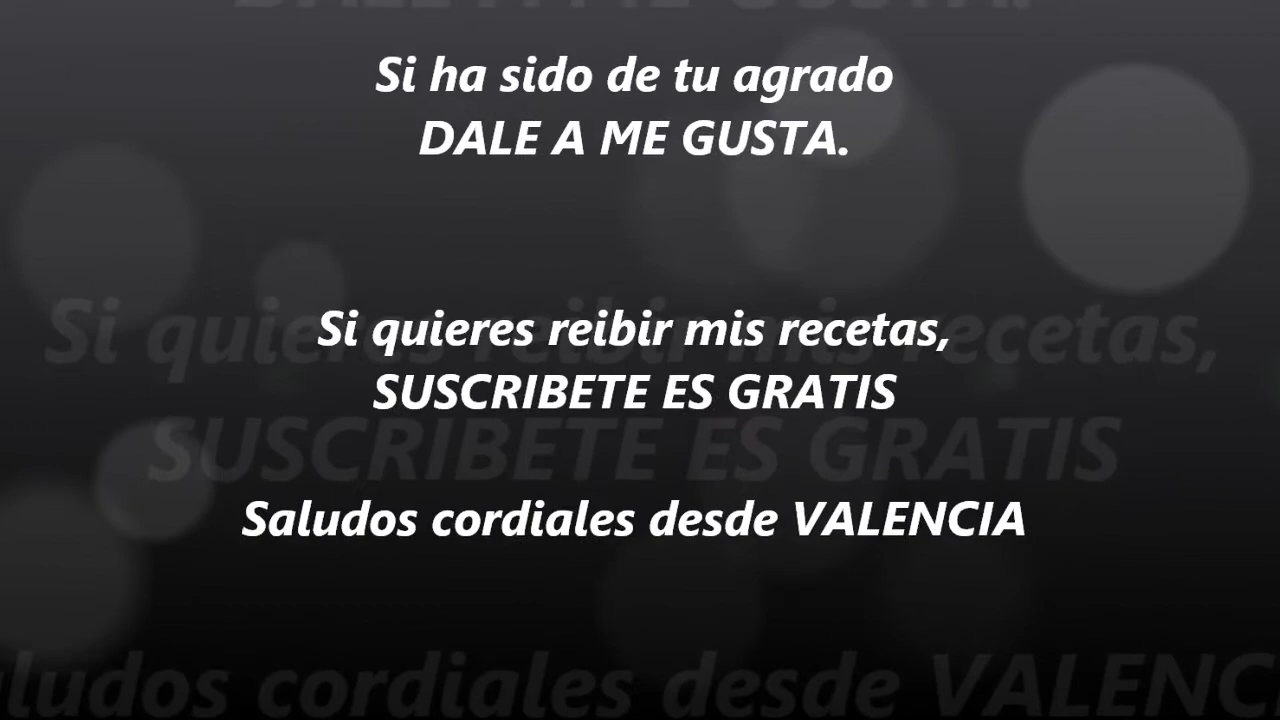 Si ha sido de tu agrado
DALE A ME GUSTA.
Si quieres reibir mis recetas,
SUSCRIBETE ES GRATIS
Saludos cordiales desde VALENCIA